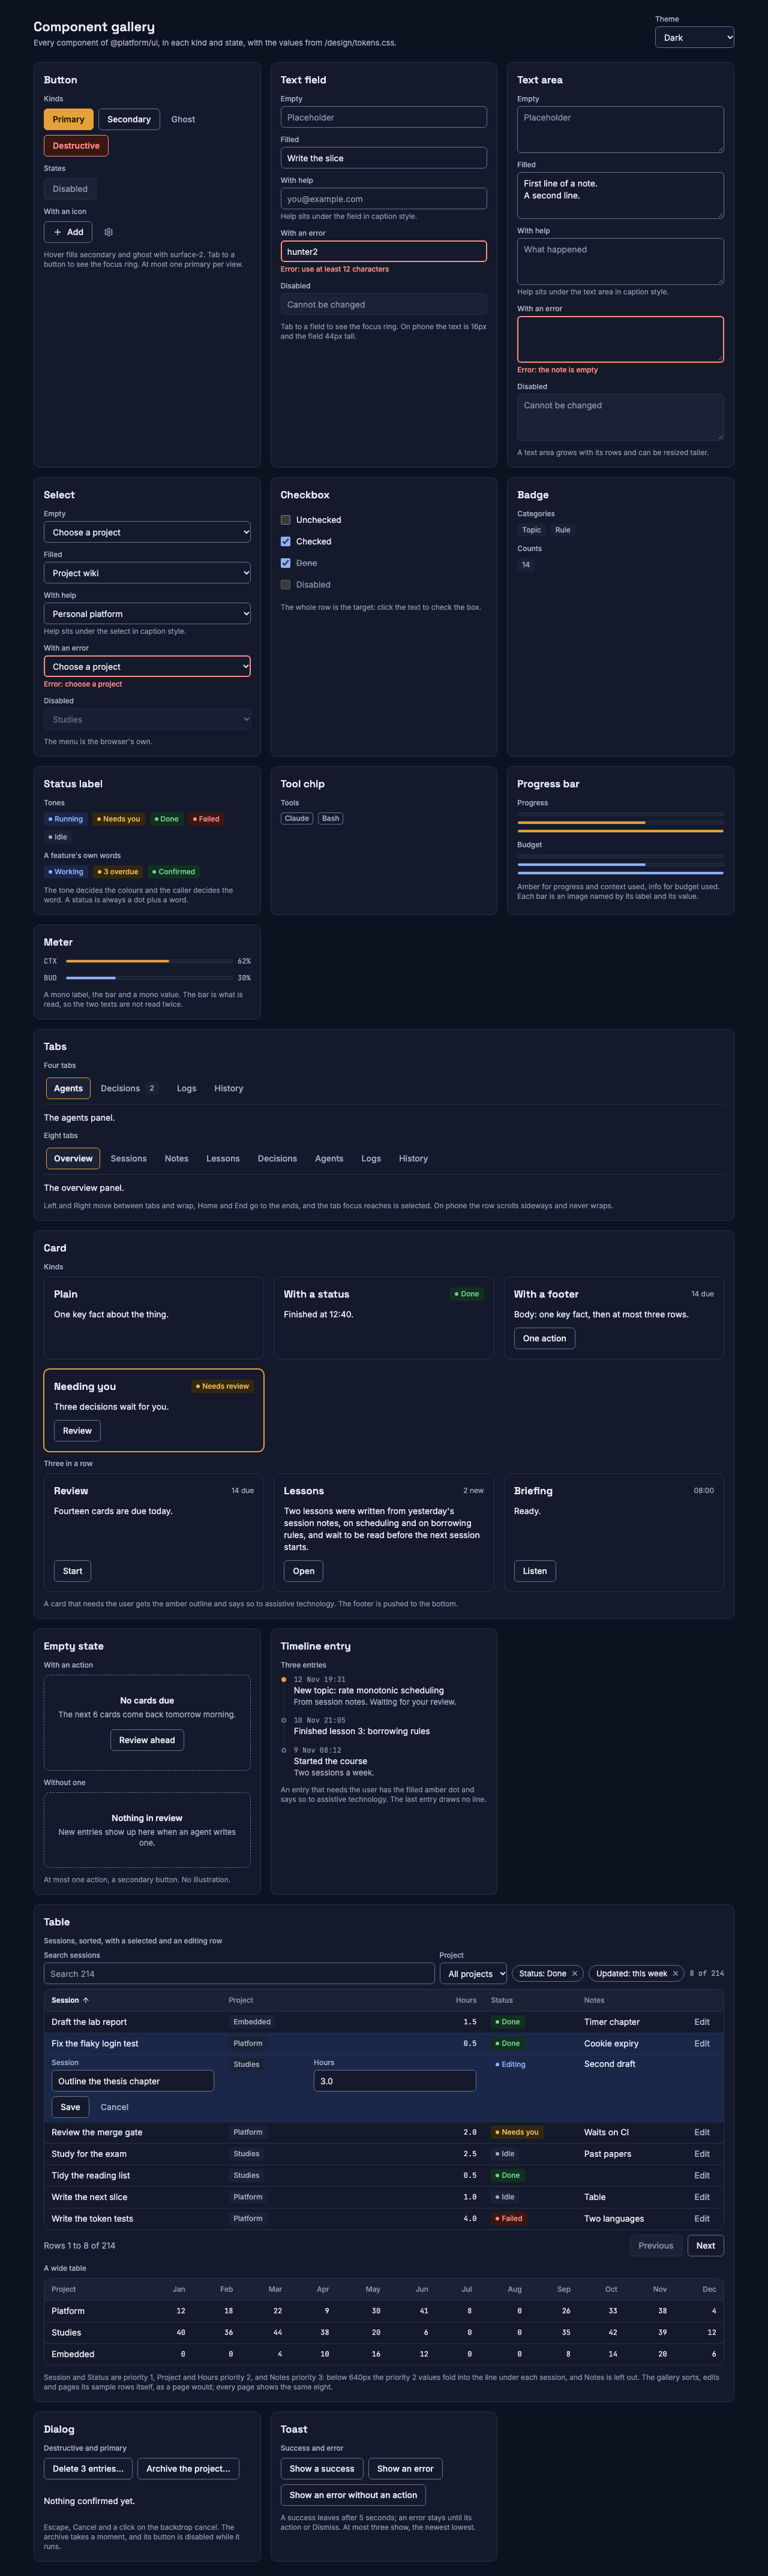 Component gallery
Every component of @platform/ui, in each kind and state, with the values from /design/tokens.css.
Theme
Dark
Button
Kinds
Primary
Secondary
Ghost
Destructive
States
Disabled
With an icon
Add
Hover fills secondary and ghost with surface-2. Tab to a
button to see the focus ring. At most one primary per view.
Text field
Empty
Placeholder
Filled
Write the slice
With help
you@example.com
Help sits under the field in caption style.
With an error
hunter2
Error: use at least 12 characters
Disabled
Cannot be changed
Tab to a field to see the focus ring. On phone the text is 16px
and the field 44px tall.
Text area
Empty
Placeholder
Filled
First line of a note.
A second line.
With help
What happened
Help sits under the text area in caption style.
With an error
Error: the note is empty
Disabled
Cannot be changed
A text area grows with its rows and can be resized taller.
Select
Empty
Choose a project
Filled
Project wiki
With help
Personal platform
Help sits under the select in caption style.
With an error
Choose a project
Error: choose a project
Disabled
Studies
The menu is the browser's own.
Checkbox
Unchecked
Checked
Done
Disabled
The whole row is the target: click the text to check the box.
Badge
Categories
Topic
Rule
Counts
14
Status label
Tones
Running
Needs you
Done
Failed
Idle
A feature's own words
Working
3 overdue
Confirmed
The tone decides the colours and the caller decides the
word. A status is always a dot plus a word.
Tool chip
Tools
Claude
Bash
Progress bar
Progress
Budget
Amber for progress and context used, info for budget used.
Each bar is an image named by its label and its value.
Meter
CTX 62%
BUD 30%
A mono label, the bar and a mono value. The bar is what is
read, so the two texts are not read twice.
Tabs
Four tabs
Agents Decisions 2 Logs History
The agents panel.
Eight tabs
Overview Sessions Notes Lessons Decisions Agents Logs History
The overview panel.
Left and Right move between tabs and wrap, Home and End go to the ends, and the tab focus reaches is selected. On phone the row scrolls sideways and never wraps.
Card
Kinds
Plain
One key fact about the thing.
With a status
Done
Finished at 12:40.
With a footer
14 due
Body: one key fact, then at most three rows.
One action
Needing you
Needs review
Three decisions wait for you.
Review
Three in a row
Review
14 due
Fourteen cards are due today.
Start
Lessons
2 new
Two lessons were written from yesterday's
session notes, on scheduling and on borrowing
rules, and wait to be read before the next session
starts.
Open
Briefing
08:00
Ready.
Listen
A card that needs the user gets the amber outline and says so to assistive technology. The footer is pushed to the bottom.
Empty state
With an action
No cards due
The next 6 cards come back tomorrow morning.
Review ahead
Without one
Nothing in review
New entries show up here when an agent writes
one.
At most one action, a secondary button. No illustration.
Timeline entry
Three entries
12 Nov 19:31
New topic: rate monotonic scheduling
From session notes. Waiting for your review.
10 Nov 21:05
Finished lesson 3: borrowing rules
9 Nov 08:12
Started the course
Two sessions a week.
An entry that needs the user has the filled amber dot and
says so to assistive technology. The last entry draws no line.
Table
Sessions, sorted, with a selected and an editing row
Search sessions
Search 214
Project
All projects
Status: Done
Updated: this week
8 of 214
Session Project Hours Status Notes
Draft the lab report Embedded 1.5 Done Timer chapter Edit
Fix the flaky login test Platform 0.5 Done Cookie expiry Edit
Session
Outline the thesis chapter
Studies
Hours
3.0
Editing
Second draft
Save
Cancel
Review the merge gate Platform 2.0 Needs you Waits on CI Edit
Study for the exam Studies 2.5 Idle Past papers Edit
Tidy the reading list Studies 0.5 Done Edit
Write the next slice Platform 1.0 Idle Table Edit
Write the token tests Platform 4.0 Failed Two languages Edit
Rows 1 to 8 of 214
Previous
Next
A wide table
Project Jan Feb Mar Apr May Jun Jul Aug Sep Oct Nov Dec
Platform 12 18 22 9 30 41 8 0 26 33 38 4
Studies 40 36 44 38 20 6 0 0 35 42 39 12
Embedded 0 0 4 10 16 12 0 0 8 14 20 6
Session and Status are priority 1, Project and Hours priority 2, and Notes priority 3: below 640px the priority 2 values fold into the line under each session, and Notes is left out. The gallery sorts, edits
and pages its sample rows itself, as a page would; every page shows the same eight.
Dialog
Destructive and primary
Delete 3 entries...
Archive the project...
Nothing confirmed yet.
Escape, Cancel and a click on the backdrop cancel. The
archive takes a moment, and its button is disabled while it
runs.
Toast
Success and error
Show a success
Show an error
Show an error without an action
A success leaves after 5 seconds; an error stays until its
action or Dismiss. At most three show, the newest lowest.